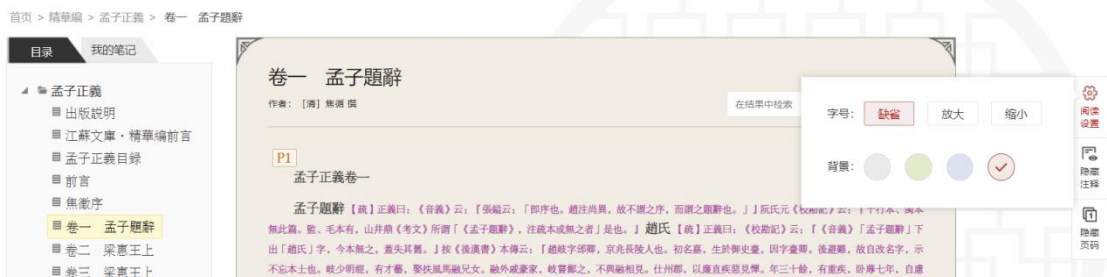 首页 > 精華編 > 孟子正義 > 卷一　孟子題辭
目录
我的笔记
孟子正義
出版説明
江蘇文庫·精華編前言
孟子正義目録
前言
焦徵序
卷一　孟子題辭
卷二　梁惠王上
卷三　梁惠王下
卷一　孟子題辭
作者：［清］焦循 撰
在结果中检索
P1
孟子正義卷一
孟子題辭【疏】正義曰：《音義》云：「張鎰云：『即序也。趙注尚異，故不謂之序，而謂之題辭也。』」阮氏元《校勘記》云：「十行本、閩本
無此篇。監、毛本有，山井鼎《考文》所謂『《孟子題辭》，注疏本或無之者』是也。」趙氏【疏】正義曰：《校勘記》云：「《音義》『孟子題辭』下
出『趙氏』字，今本無之，蓋失其舊。」按《後漢書》本傳云：「趙岐字邠卿，京兆長陵人也。初名嘉，生於御史臺，因字臺卿。後避難，故自改名字，示
不忘本土也。岐少明經，有才藝，娶扶風馬融兄女。融外戚豪家，岐嘗鄙之，不與融相見。仕州郡，以廉直疾惡見憚。年三十餘，有重疾，卧蓐七年，自慮
字号：
缺省
放大
缩小
背景：
阅读
设置
隐藏
注释
隐藏
页码